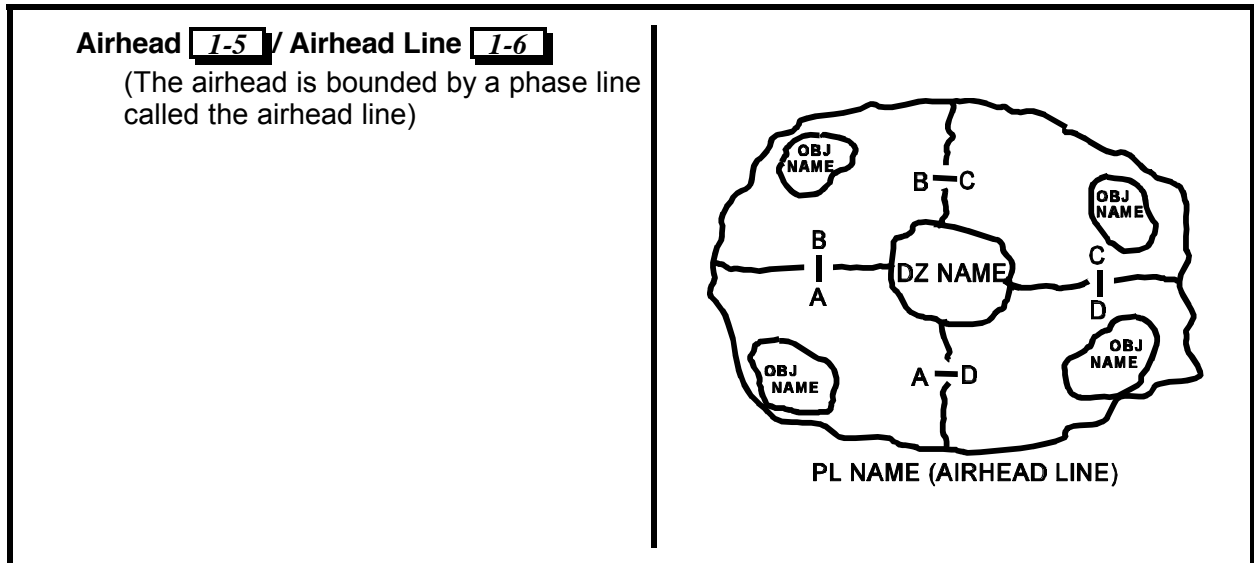 Airhead 1-5 / Airhead Line 1-6
(The airhead is bounded by a phase line
called the airhead line)
OBJ
NAME
B C
OBJ
NAME
B
A
DZ NAME
C
D
OBJ
NAME
A D
OBJ
NAME
PL NAME (AIRHEAD LINE)